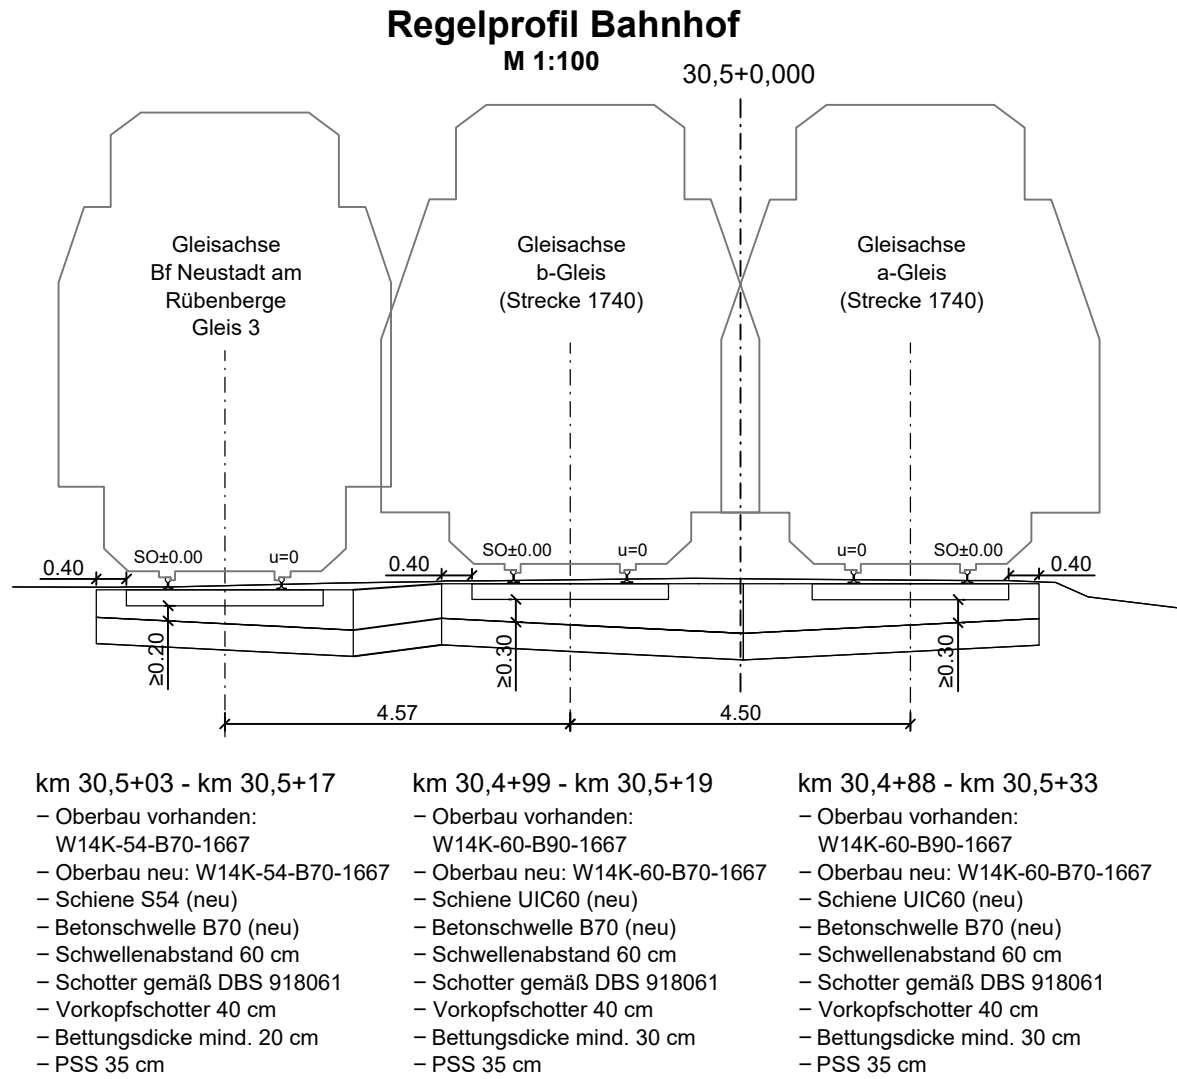 Regelprofil Bahnhof
M 1:100
30,5+0,000
Gleisachse
Bf Neustadt am
Rübenberge
Gleis 3
Gleisachse
b-Gleis
(Strecke 1740)
Gleisachse
a-Gleis
(Strecke 1740)
0.40
SO±0.00
u=0
0.40
SO±0.00
u=0
u=0
SO±0.00
0.40
≥0.20
≥0.30
≥0.30
4.57
4.50
km 30,5+03 - km 30,5+17
– Oberbau vorhanden:
W14K-54-B70-1667
– Oberbau neu: W14K-54-B70-1667
– Schiene S54 (neu)
– Betonschwelle B70 (neu)
– Schwellenabstand 60 cm
– Schotter gemäß DBS 918061
– Vorkopfschotter 40 cm
– Bettungsdicke mind. 20 cm
– PSS 35 cm
km 30,4+99 - km 30,5+19
– Oberbau vorhanden:
W14K-60-B90-1667
– Oberbau neu: W14K-60-B70-1667
– Schiene UIC60 (neu)
– Betonschwelle B70 (neu)
– Schwellenabstand 60 cm
– Schotter gemäß DBS 918061
– Vorkopfschotter 40 cm
– Bettungsdicke mind. 30 cm
– PSS 35 cm
km 30,4+88 - km 30,5+33
– Oberbau vorhanden:
W14K-60-B90-1667
– Oberbau neu: W14K-60-B70-1667
– Schiene UIC60 (neu)
– Betonschwelle B70 (neu)
– Schwellenabstand 60 cm
– Schotter gemäß DBS 918061
– Vorkopfschotter 40 cm
– Bettungsdicke mind. 30 cm
– PSS 35 cm